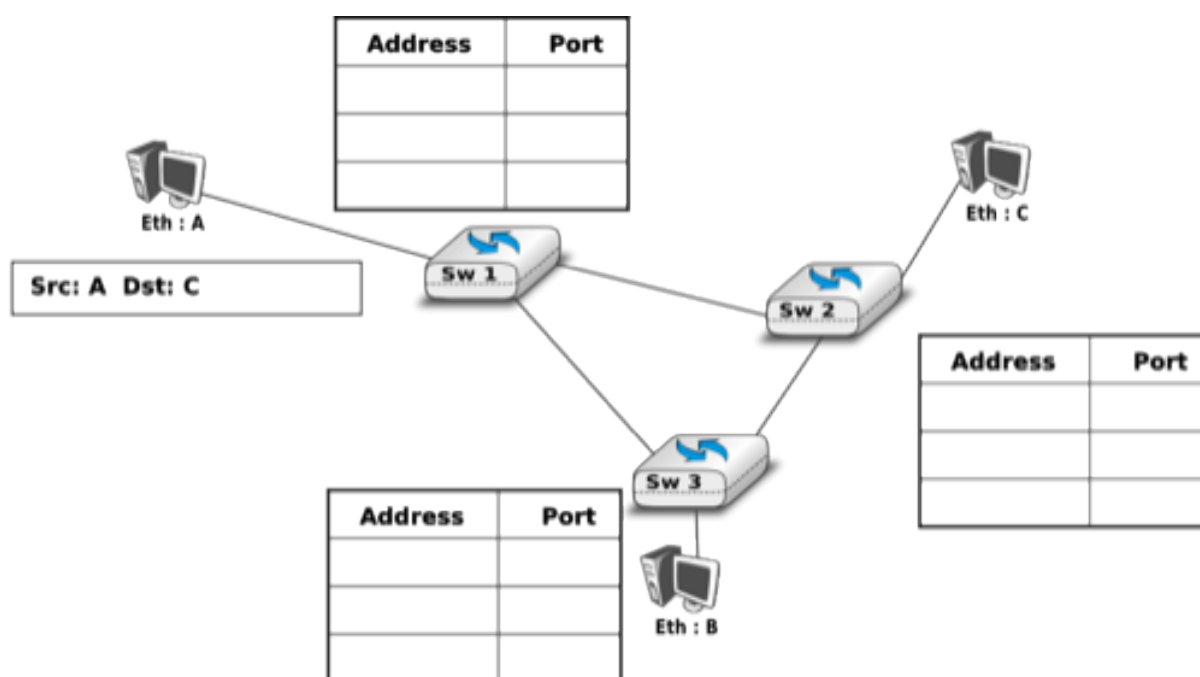 Address Port
Eth : A
Eth : C
Src: A Dst: C
Sw 1
Sw 2
Address Port
Sw 3
Address Port
Eth : B